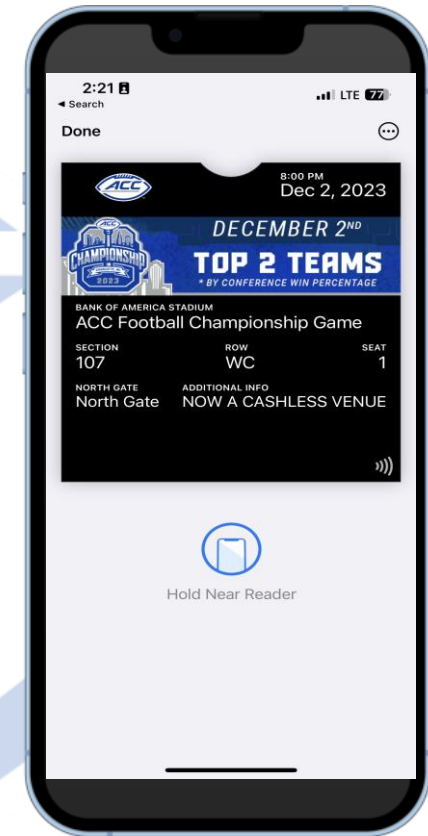 2:21
LTE 77
◀ Search
Done
ACC
8:00 PM
Dec 2, 2023
DECEMBER 2ND
TOP 2 TEAMS
* BY CONFERENCE WIN PERCENTAGE
CHAMPIONSHIP
2023
BANK OF AMERICA STADIUM
ACC Football Championship Game
SECTION ROW SEAT
107 WC 1
NORTH GATE ADDITIONAL INFO
North Gate NOW A CASHLESS VENUE
Hold Near Reader